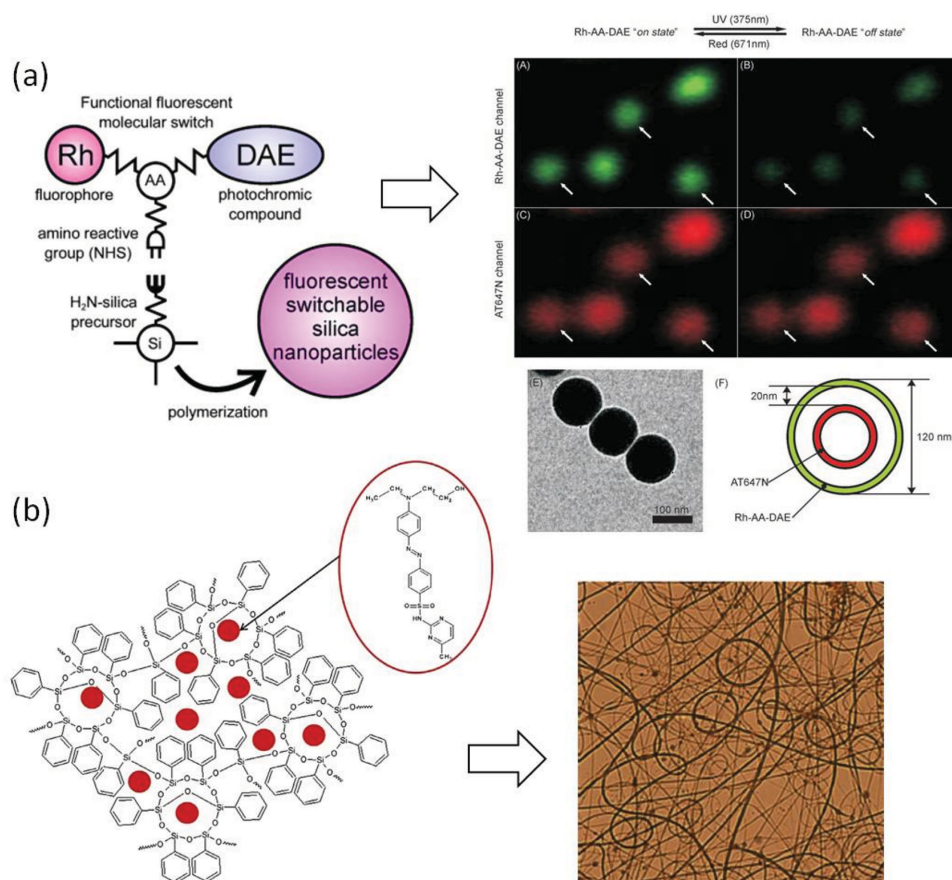 (a)
Functional fluorescent
molecular switch
Rh
DAE
AA
fluorophore
photochromic
compound
amino reactive
group (NHS)
H₂N-silica
precursor
Si
polymerization
fluorescent
switchable
silica
nanoparticles
Rh-AA-DAE "on state"
UV (375nm)
Red (671nm)
Rh-AA-DAE "off state"
Rh-AA-DAE channel
(A)
(B)
AT647N channel
(C)
(D)
(E)
100 nm
(F)
20nm
120 nm
AT647N
Rh-AA-DAE
(b)